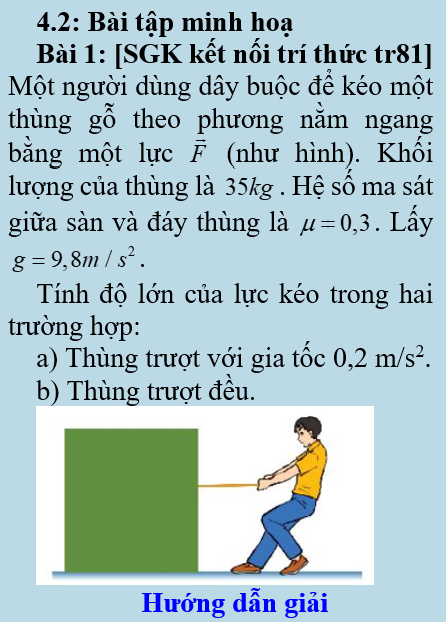 4.2: Bài tập minh hoạ
Bài 1: [SGK kết nối trí thức tr81]
Một người dùng dây buộc để kéo một
thùng gỗ theo phương nằm ngang
bằng một lực F⃗ (như hình). Khối
lượng của thùng là 35kg . Hệ số ma sát
giữa sàn và đáy thùng là μ = 0,3. Lấy
g = 9,8m / s².
Tính độ lớn của lực kéo trong hai
trường hợp:
a) Thùng trượt với gia tốc 0,2 m/s².
b) Thùng trượt đều.
Hướng dẫn giải